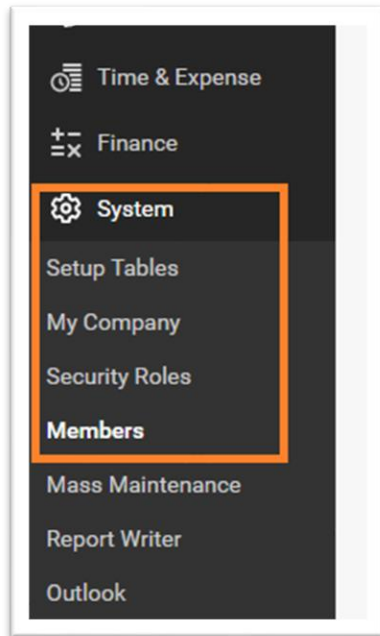 Time & Expense
Finance
System
Setup Tables
My Company
Security Roles
Members
Mass Maintenance
Report Writer
Outlook